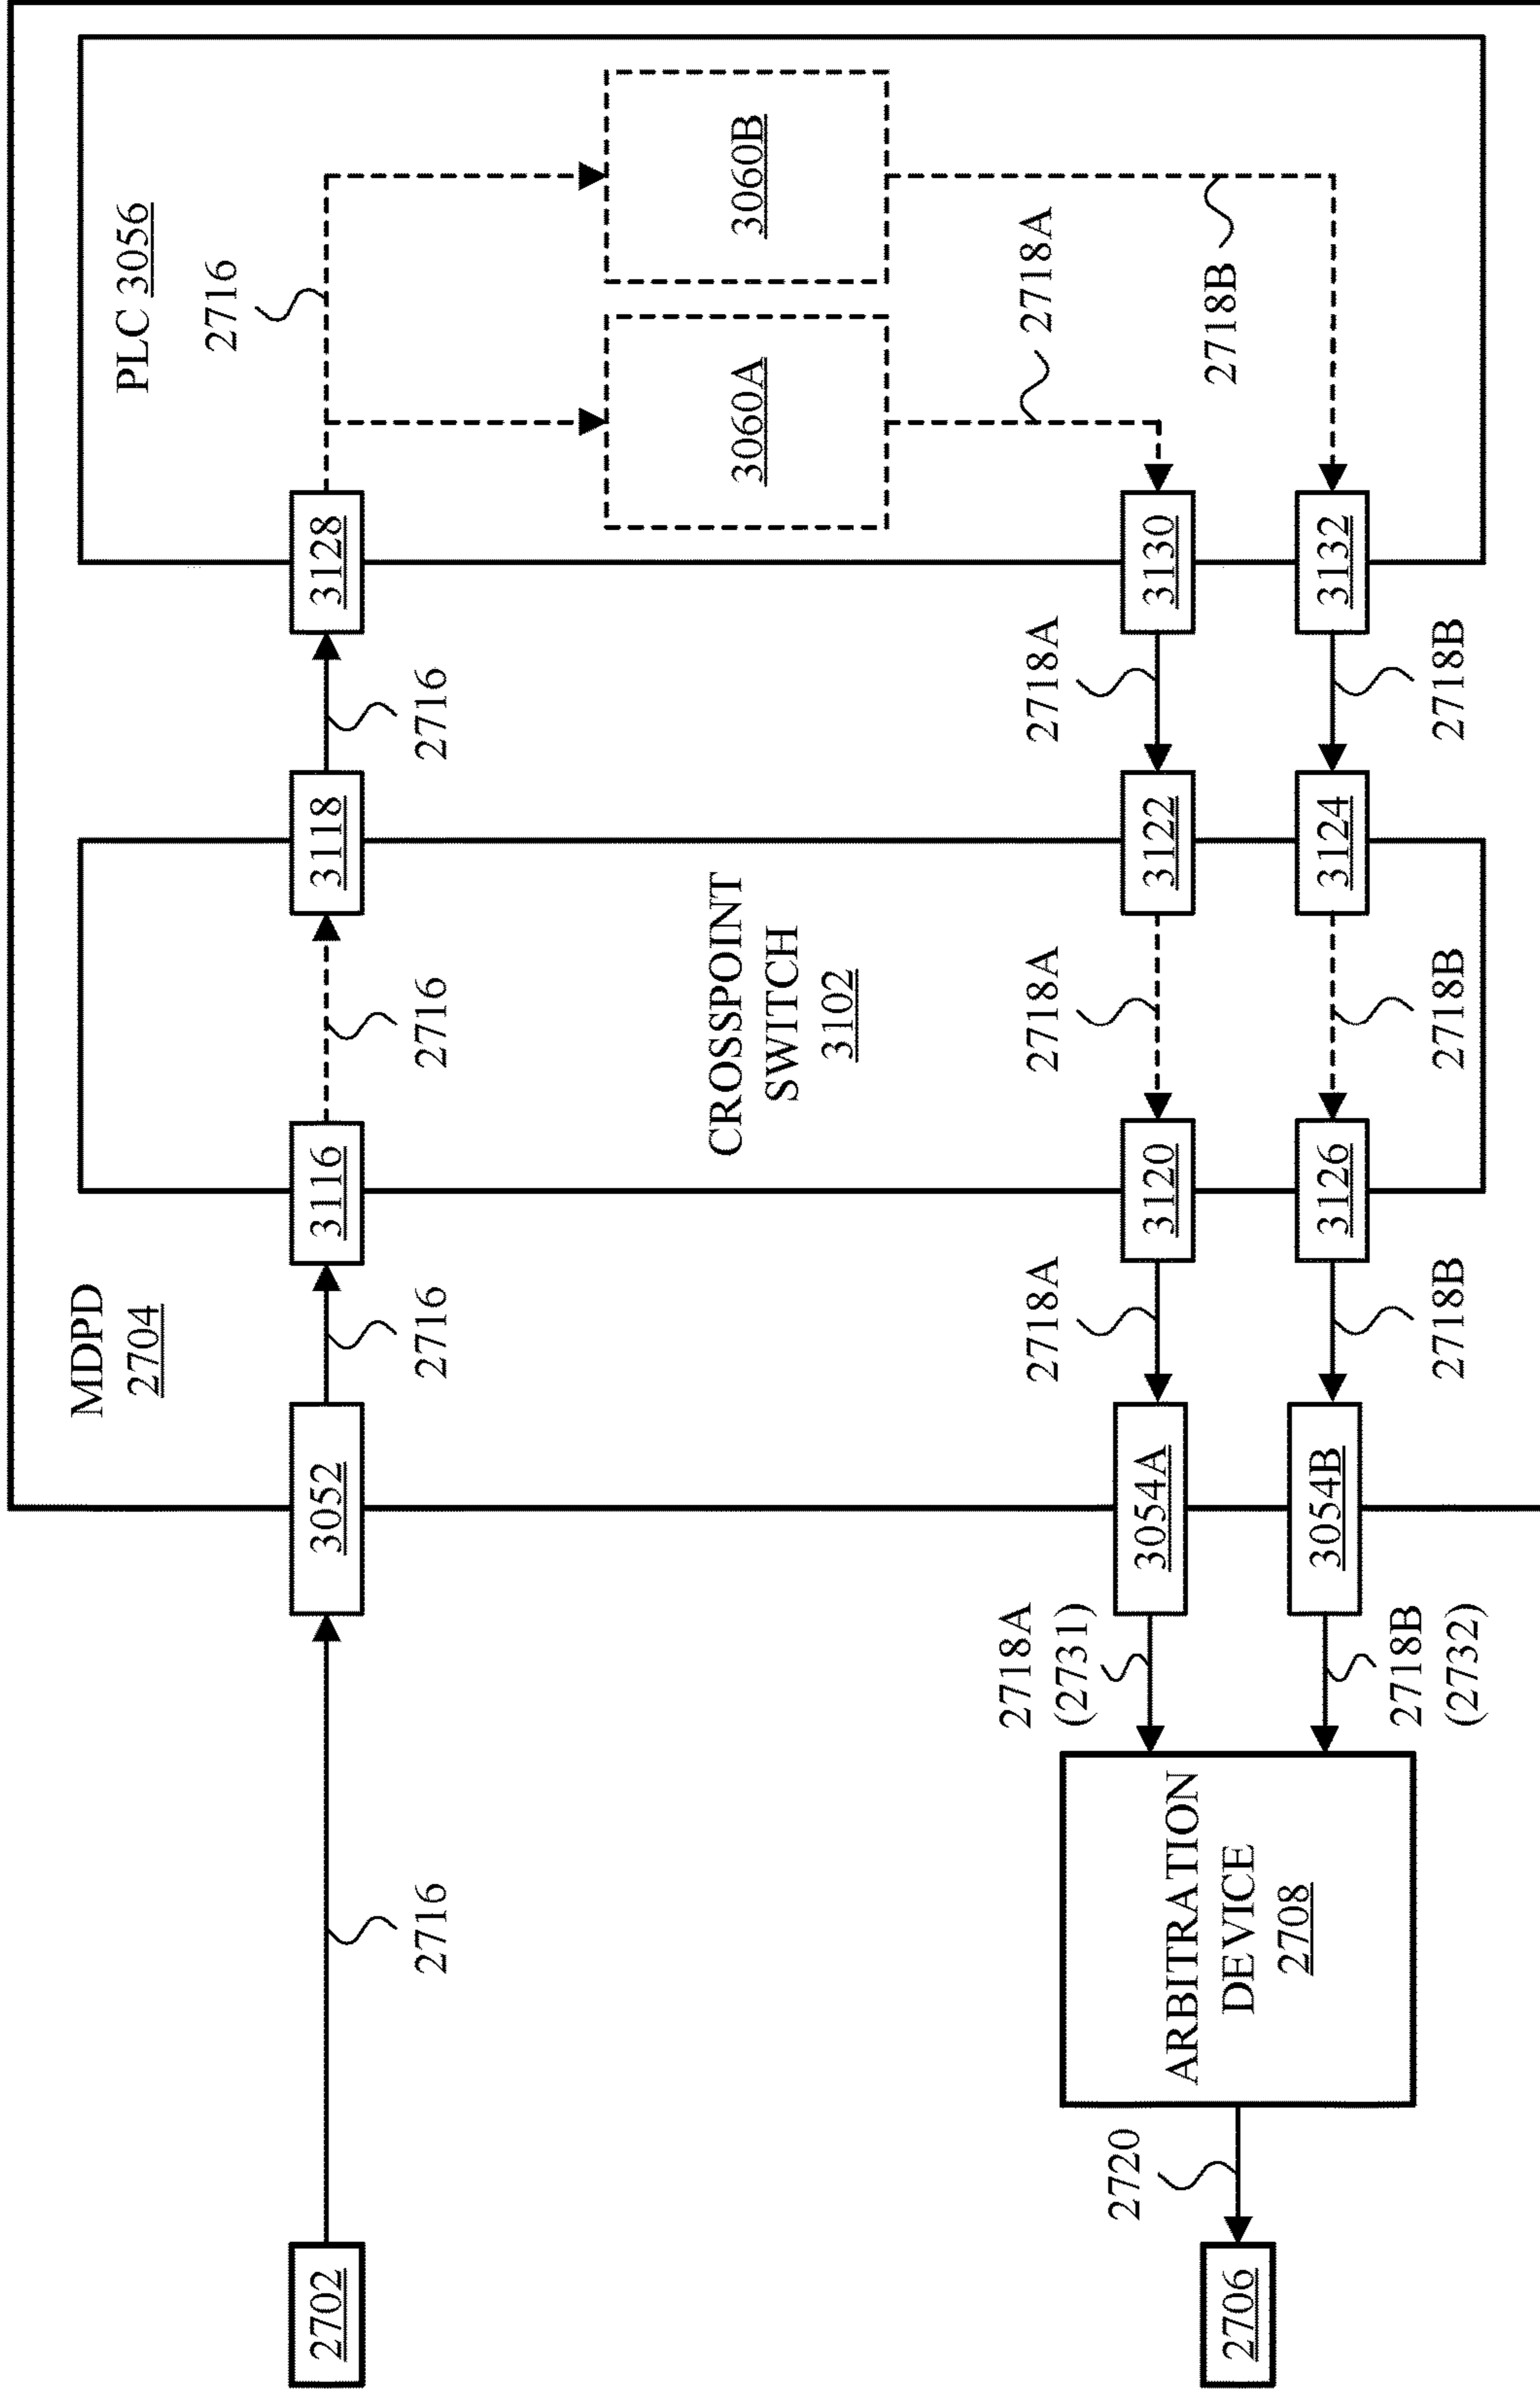 MDPD
2704
PLC 3056
2716
3060A
3060B
2718A
2718B
2702
2716
3052
2716
3116
2716
3118
2716
3128
CROSSPOINT
SWITCH
3102
2706
2720
ARBITRATION
DEVICE
2708
2718A
(2731)
3054A
2718A
3120
2718A
3122
2718A
3130
2718B
(2732)
3054B
2718B
3126
2718B
3124
2718B
3132